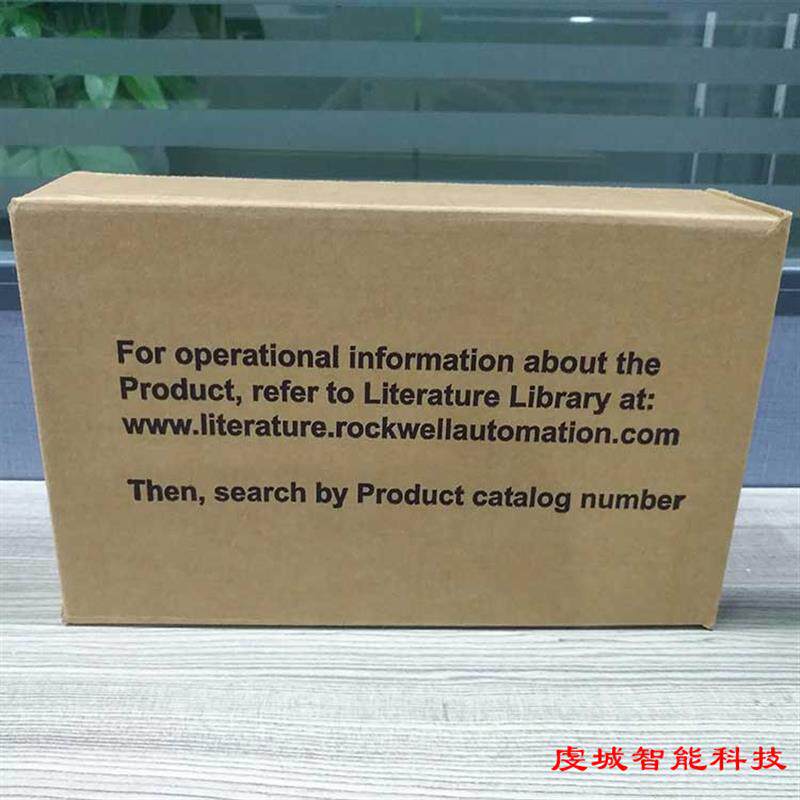 For operational information about the
Product, refer to Literature Library at:
www.literature.rockwellautomation.com
Then, search by Product catalog number
虔城智能科技